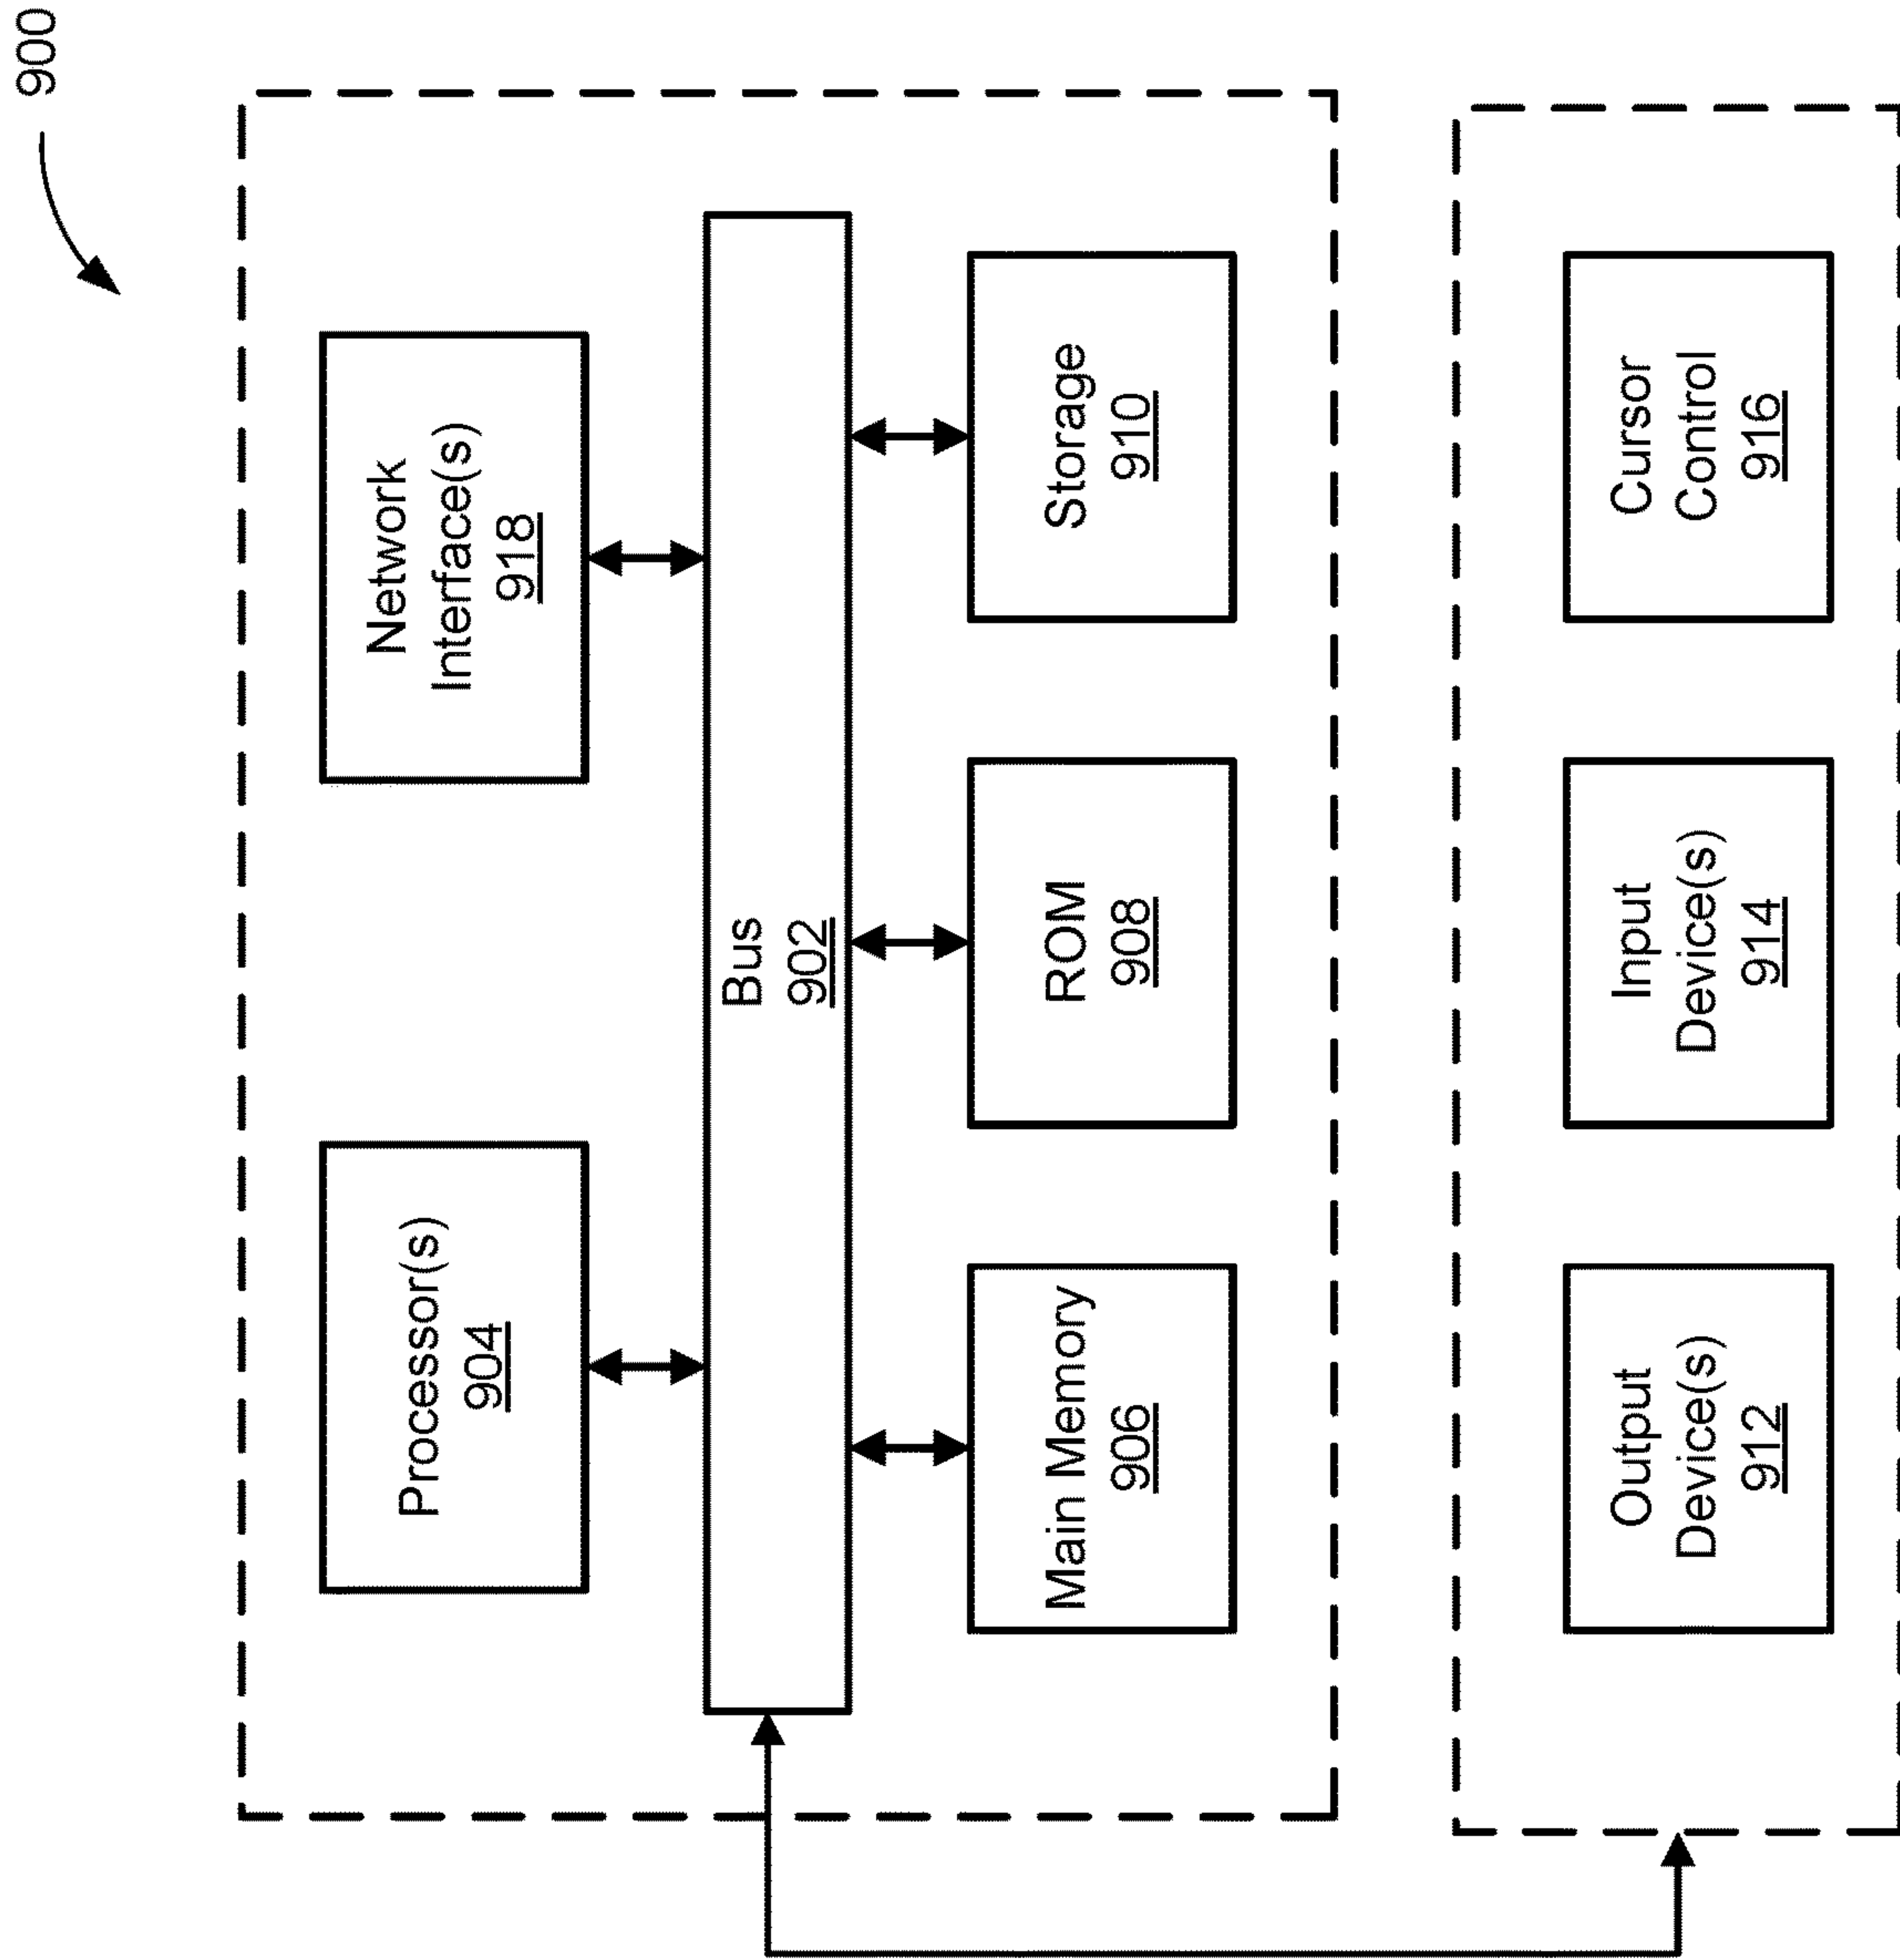 900
Processor(s)
904
Network
Interface(s)
918
Bus
902
Main Memory
906
ROM
908
Storage
910
Output
Device(s)
912
Input
Device(s)
914
Cursor
Control
916